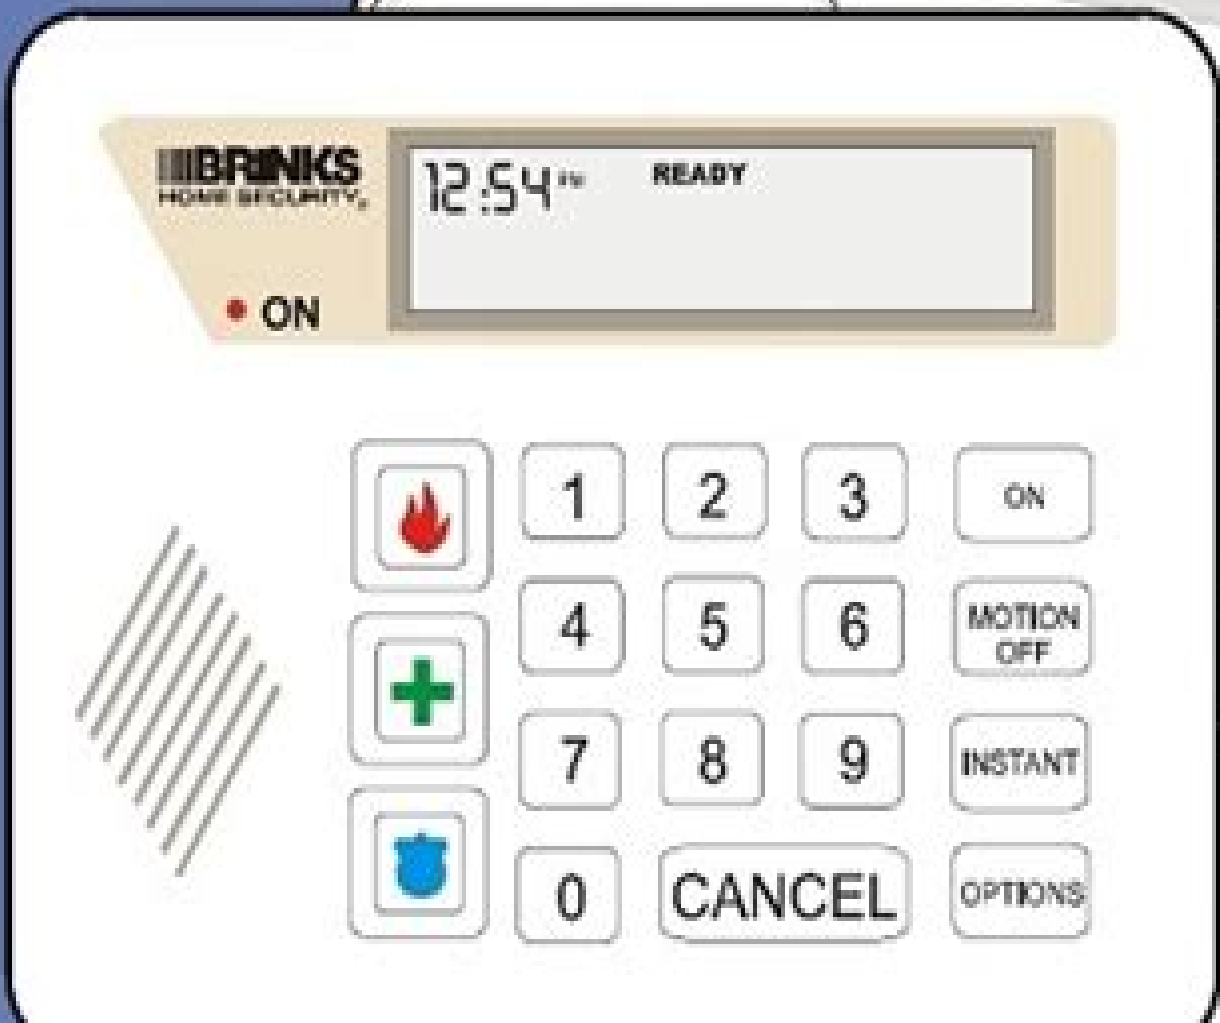 BRINKS
HOME SECURITY
12:54 PM READY
ON
1 2 3 ON
4 5 6 MOTION
OFF
7 8 9 INSTANT
0 CANCEL OPTIONS